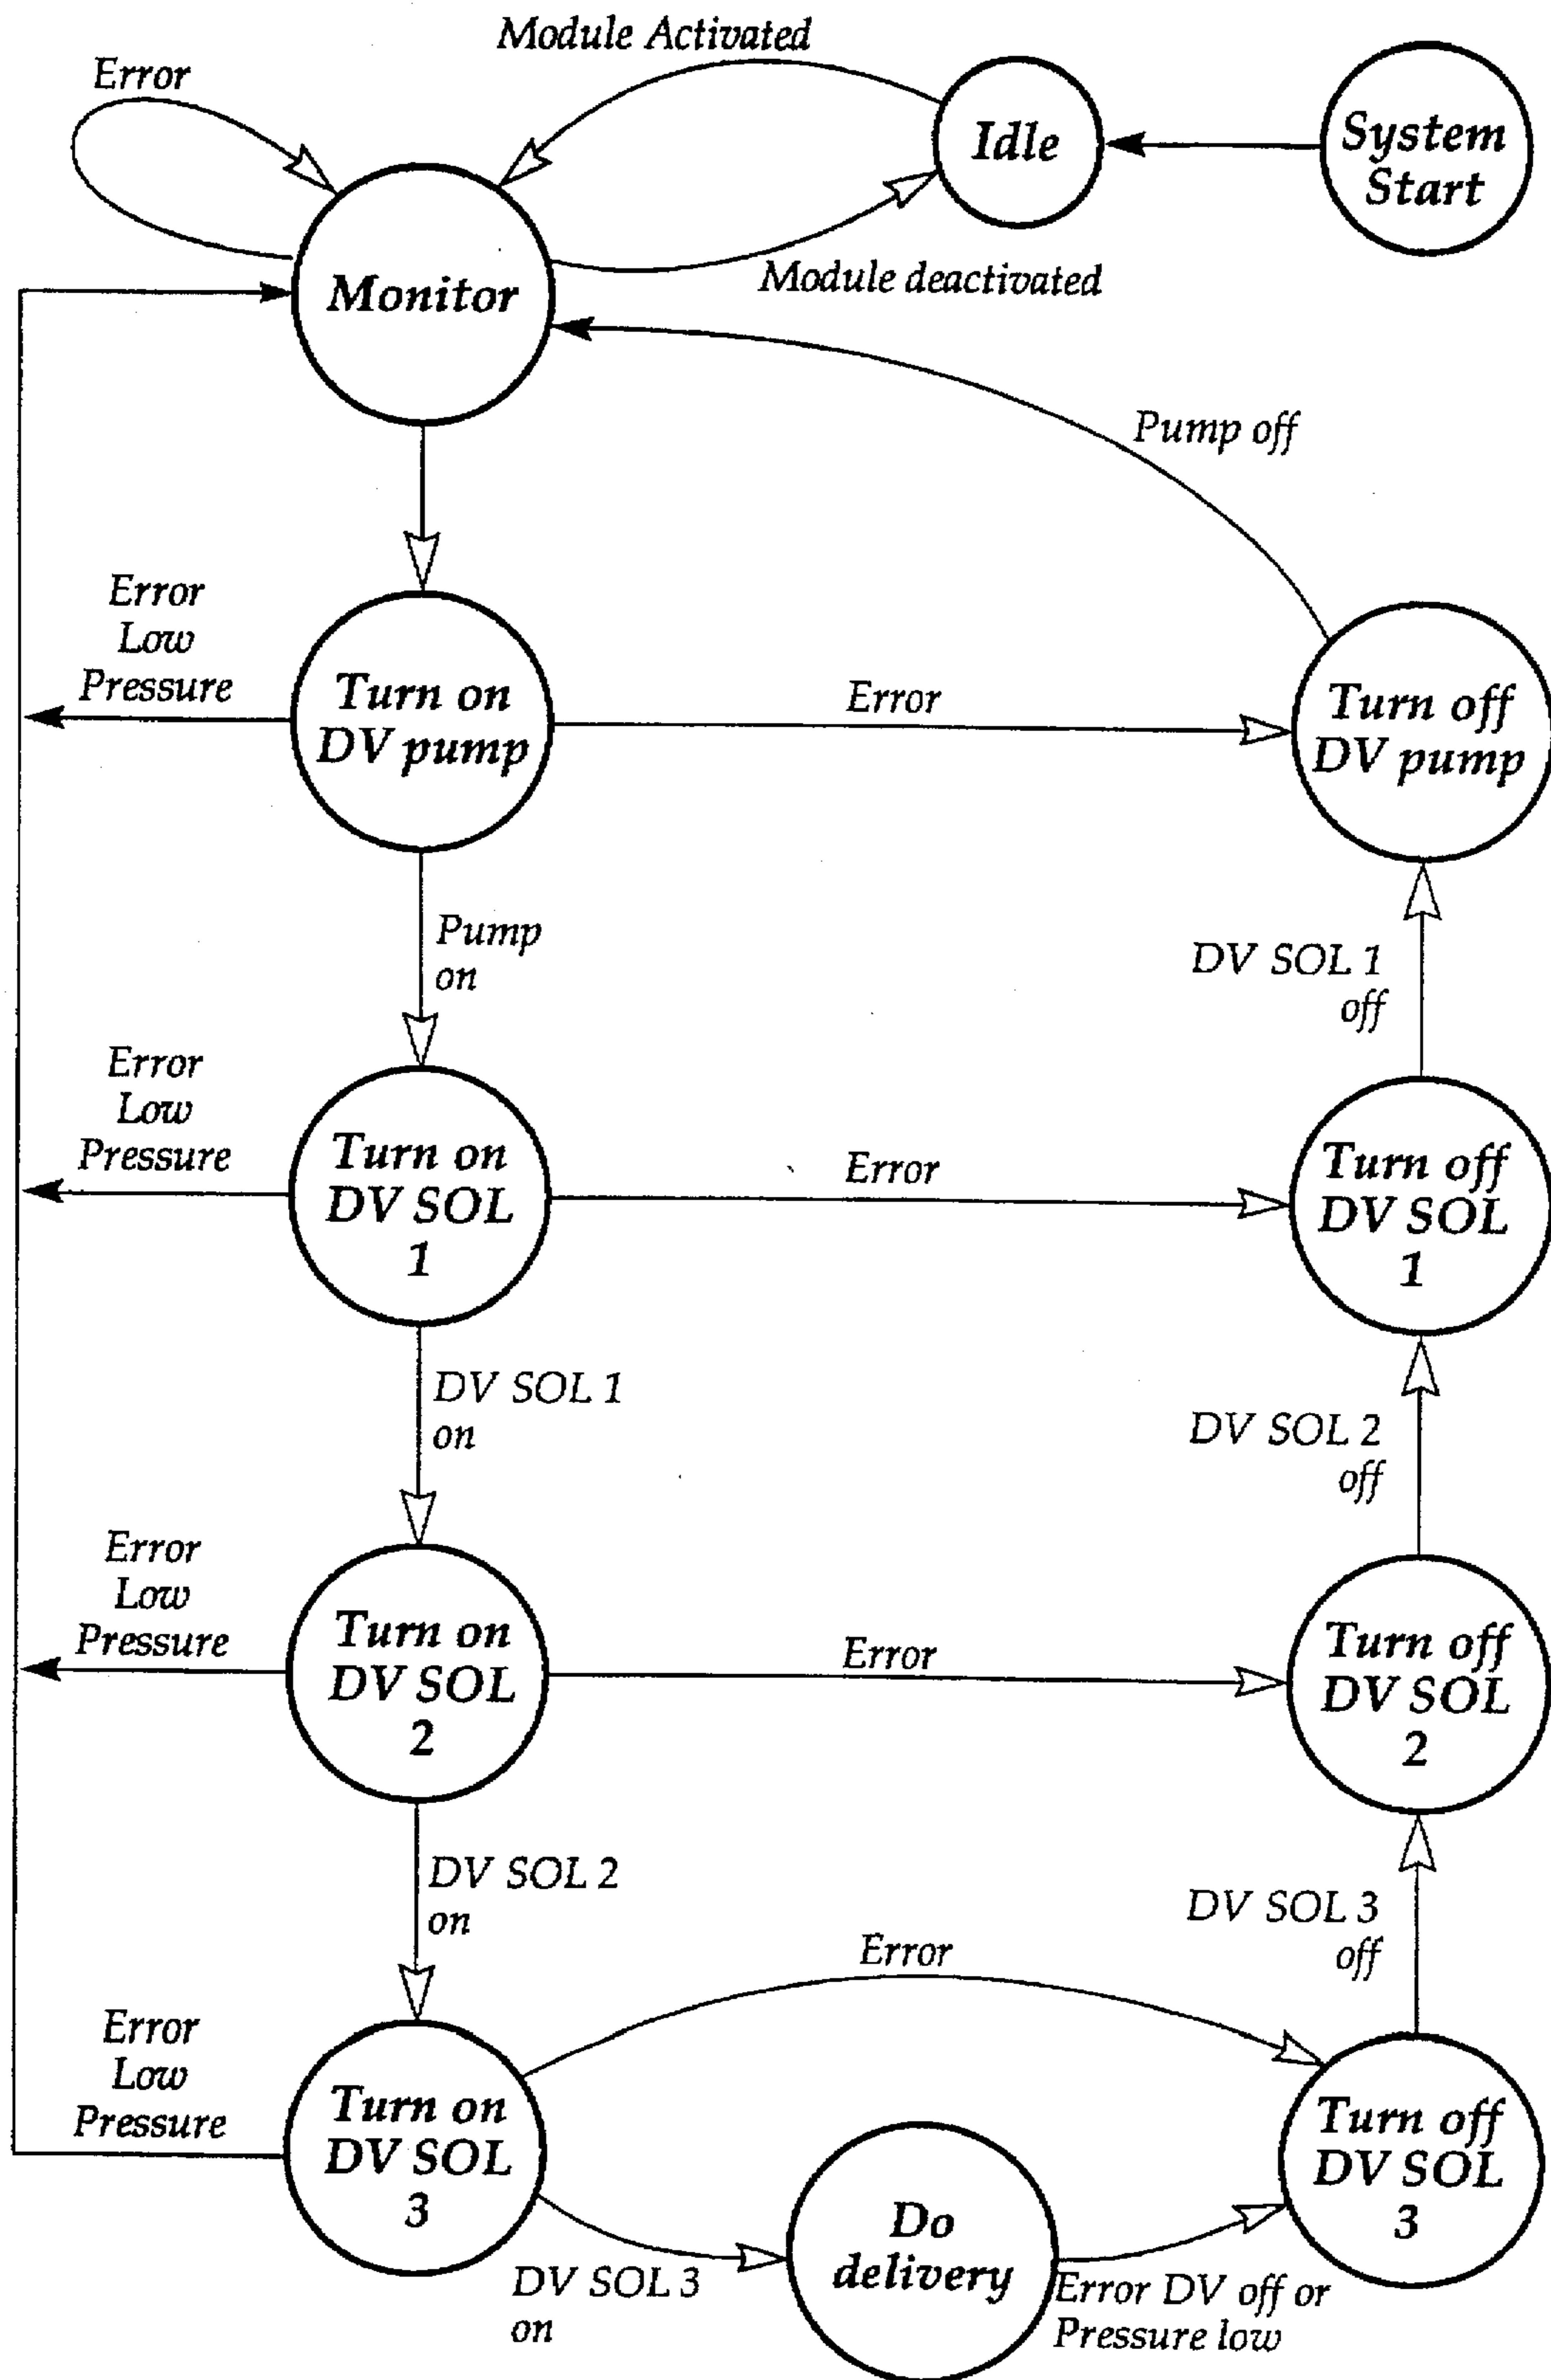 Module Activated
Error
Idle
System
Start
Monitor
Module deactivated
Pump off
Error
Low
Pressure
Turn on
DV pump
Error
Turn off
DV pump
Pump
on
DV SOL 1
off
Error
Low
Pressure
Turn on
DV SOL
1
Error
Turn off
DV SOL
1
DV SOL 1
on
DV SOL 2
off
Error
Low
Pressure
Turn on
DV SOL
2
Error
Turn off
DV SOL
2
DV SOL 2
on
DV SOL 3
off
Error
Error
Low
Pressure
Turn on
DV SOL
3
Turn off
DV SOL
3
Do
delivery
DV SOL 3
on
Error DV off or
Pressure low